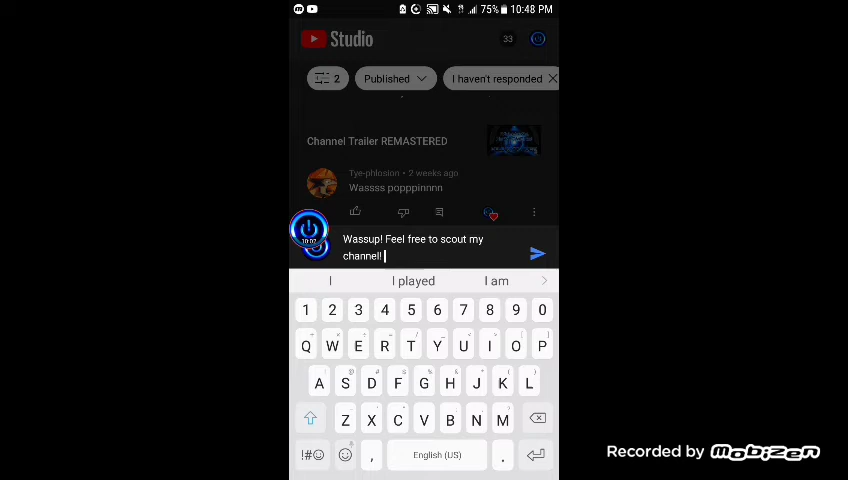 75% 10:48 PM
Studio
33
2
Published
I haven't responded
Channel Trailer REMASTERED
Tye-phlosion • 2 weeks ago
Wassss popppinnnn
10:02
Wassup! Feel free to scout my
channel!
I
I played
I am
1 2 3 4 5 6 7 8 9 0
Q W E R T Y U I O P
A S D F G H J K L
Z X C V B N M
!#☺ , English (US) .
Recorded by Mobizen